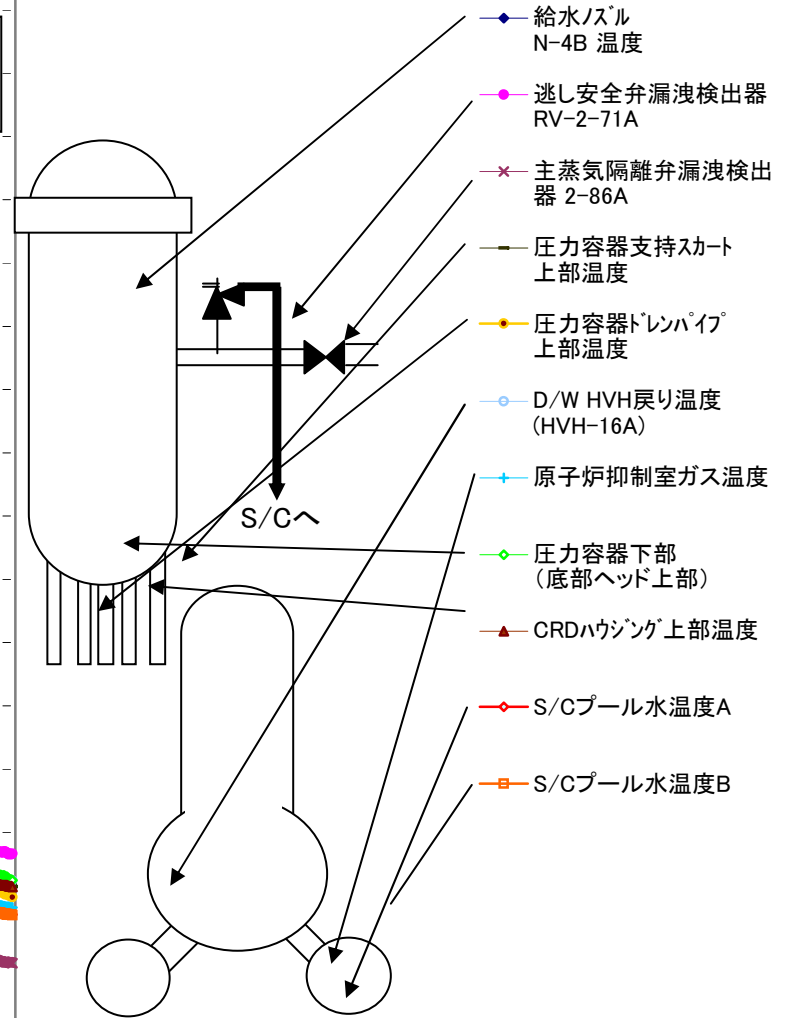 給水ﾉｽﾞﾙ
N-4B 温度
逃し安全弁漏洩検出器
RV-2-71A
主蒸気隔離弁漏洩検出
器 2-86A
圧力容器支持ｽｶｰﾄ
上部温度
圧力容器ﾄﾞﾚﾝﾊﾟｲﾌﾟ
上部温度
D/W HVH戻り温度
(HVH-16A)
原子炉抑制室ガス温度
S/Cへ
圧力容器下部
（底部ヘッド上部）
CRDﾊｳｼﾞﾝｸﾞ上部温度
S/Cプール水温度A
S/Cプール水温度B